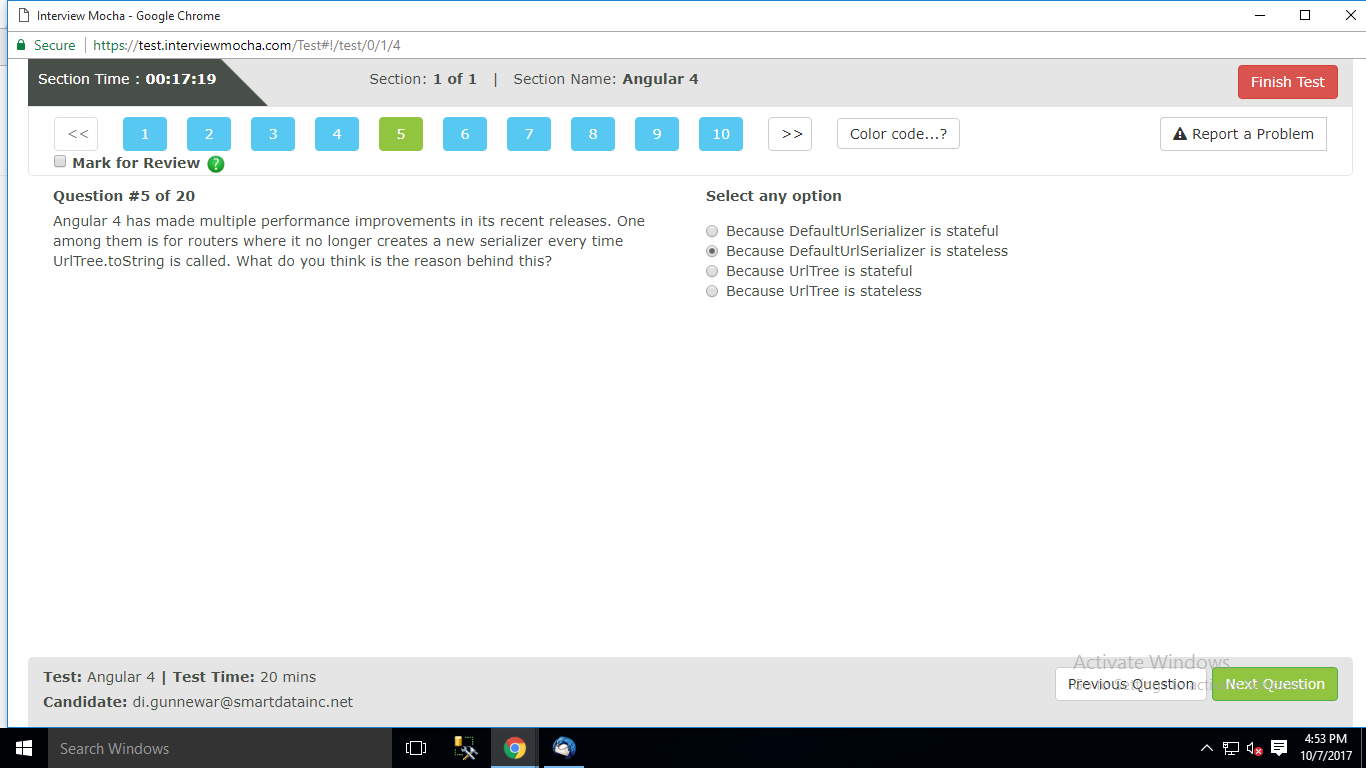 Interview Mocha - Google Chrome
Secure | https://test.interviewmocha.com/Test#!/test/0/1/4
Section Time : 00:17:19
Section: 1 of 1 | Section Name: Angular 4
Finish Test
<< 1 2 3 4 5 6 7 8 9 10 >> Color code...? Report a Problem
Mark for Review ?
Question #5 of 20
Angular 4 has made multiple performance improvements in its recent releases. One
among them is for routers where it no longer creates a new serializer every time
UrlTree.toString is called. What do you think is the reason behind this?
Select any option
Because DefaultUrlSerializer is stateful
Because DefaultUrlSerializer is stateless
Because UrlTree is stateful
Because UrlTree is stateless
Test: Angular 4 | Test Time: 20 mins
Candidate: di.gunnewar@smartdatainc.net
Activate Windows
Previous Question
Next Question
Search Windows
4:53 PM
10/7/2017